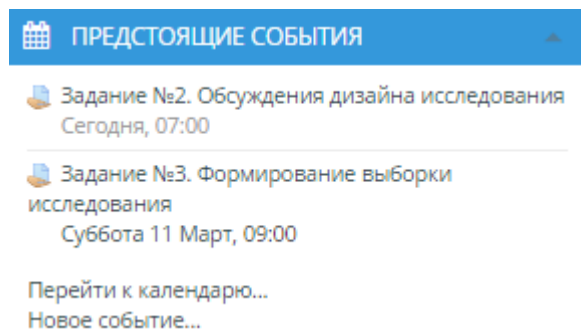 ПРЕДСТОЯЩИЕ СОБЫТИЯ
Задание №2. Обсуждения дизайна исследования
Сегодня, 07:00
Задание №3. Формирование выборки
исследования
Суббота 11 Март, 09:00
Перейти к календарю...
Новое событие...